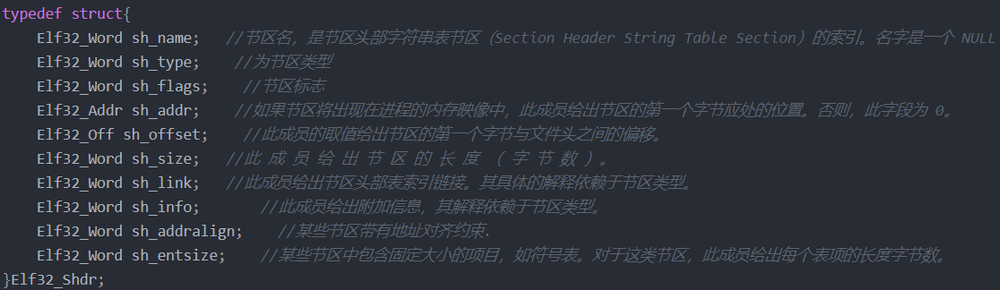 typedef struct{
Elf32_Word sh_name; //节区名，是节区头部字符串表节区（Section Header String Table Section）的索引。名字是一个 NULL
Elf32_Word sh_type; //为节区类型
Elf32_Word sh_flags; //节区标志
Elf32_Addr sh_addr; //如果节区将出现在进程的内存映像中，此成员给出节区的第一个字节应处的位置。否则，此字段为 0。
Elf32_Off sh_offset; //此成员的取值给出节区的第一个字节与文件头之间的偏移。
Elf32_Word sh_size; //此 成 员 给 出 节 区 的 长 度 （ 字 节 数 ）。
Elf32_Word sh_link; //此成员给出节区头部表索引链接。其具体的解释依赖于节区类型。
Elf32_Word sh_info; //此成员给出附加信息，其解释依赖于节区类型。
Elf32_Word sh_addralign; //某些节区带有地址对齐约束.
Elf32_Word sh_entsize; //某些节区中包含固定大小的项目，如符号表。对于这类节区，此成员给出每个表项的长度字节数。
}Elf32_Shdr;